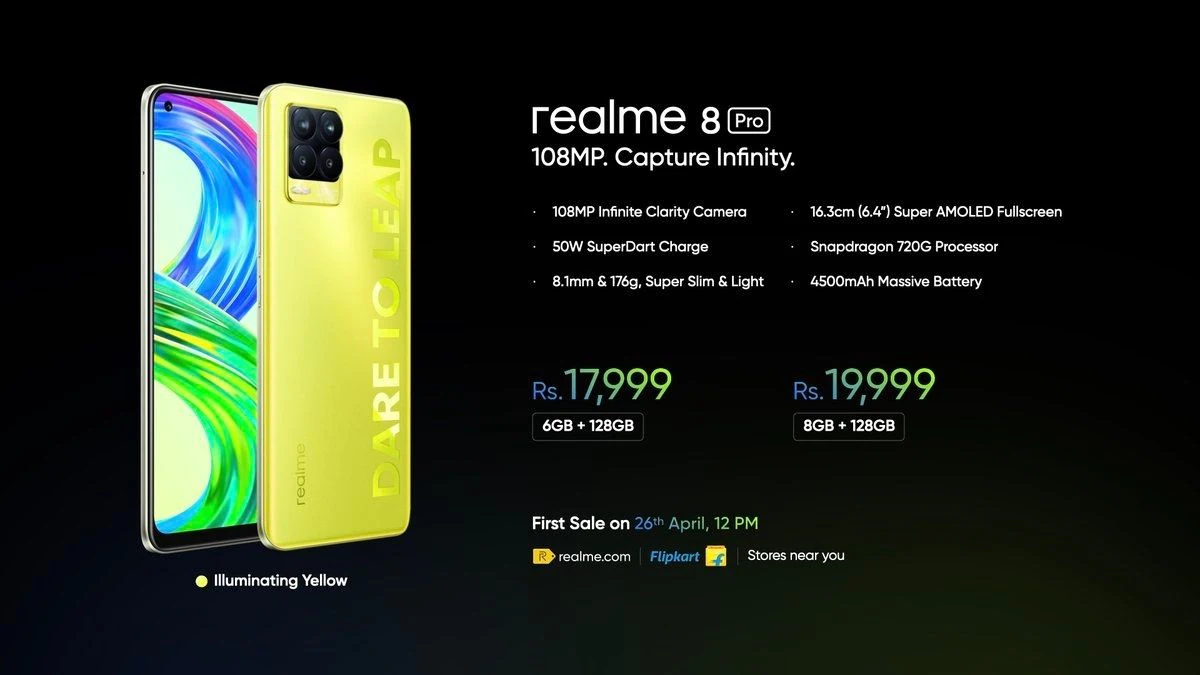 realme 8 Pro
108MP. Capture Infinity.
· 108MP Infinite Clarity Camera
· 50W SuperDart Charge
· 8.1mm & 176g, Super Slim & Light
· 16.3cm (6.4") Super AMOLED Fullscreen
· Snapdragon 720G Processor
· 4500mAh Massive Battery
Rs.17,999
6GB + 128GB
Rs.19,999
8GB + 128GB
First Sale on 26th April, 12 PM
R realme.com | Flipkart f | Stores near you
DARE TO LEAP
realme
Illuminating Yellow